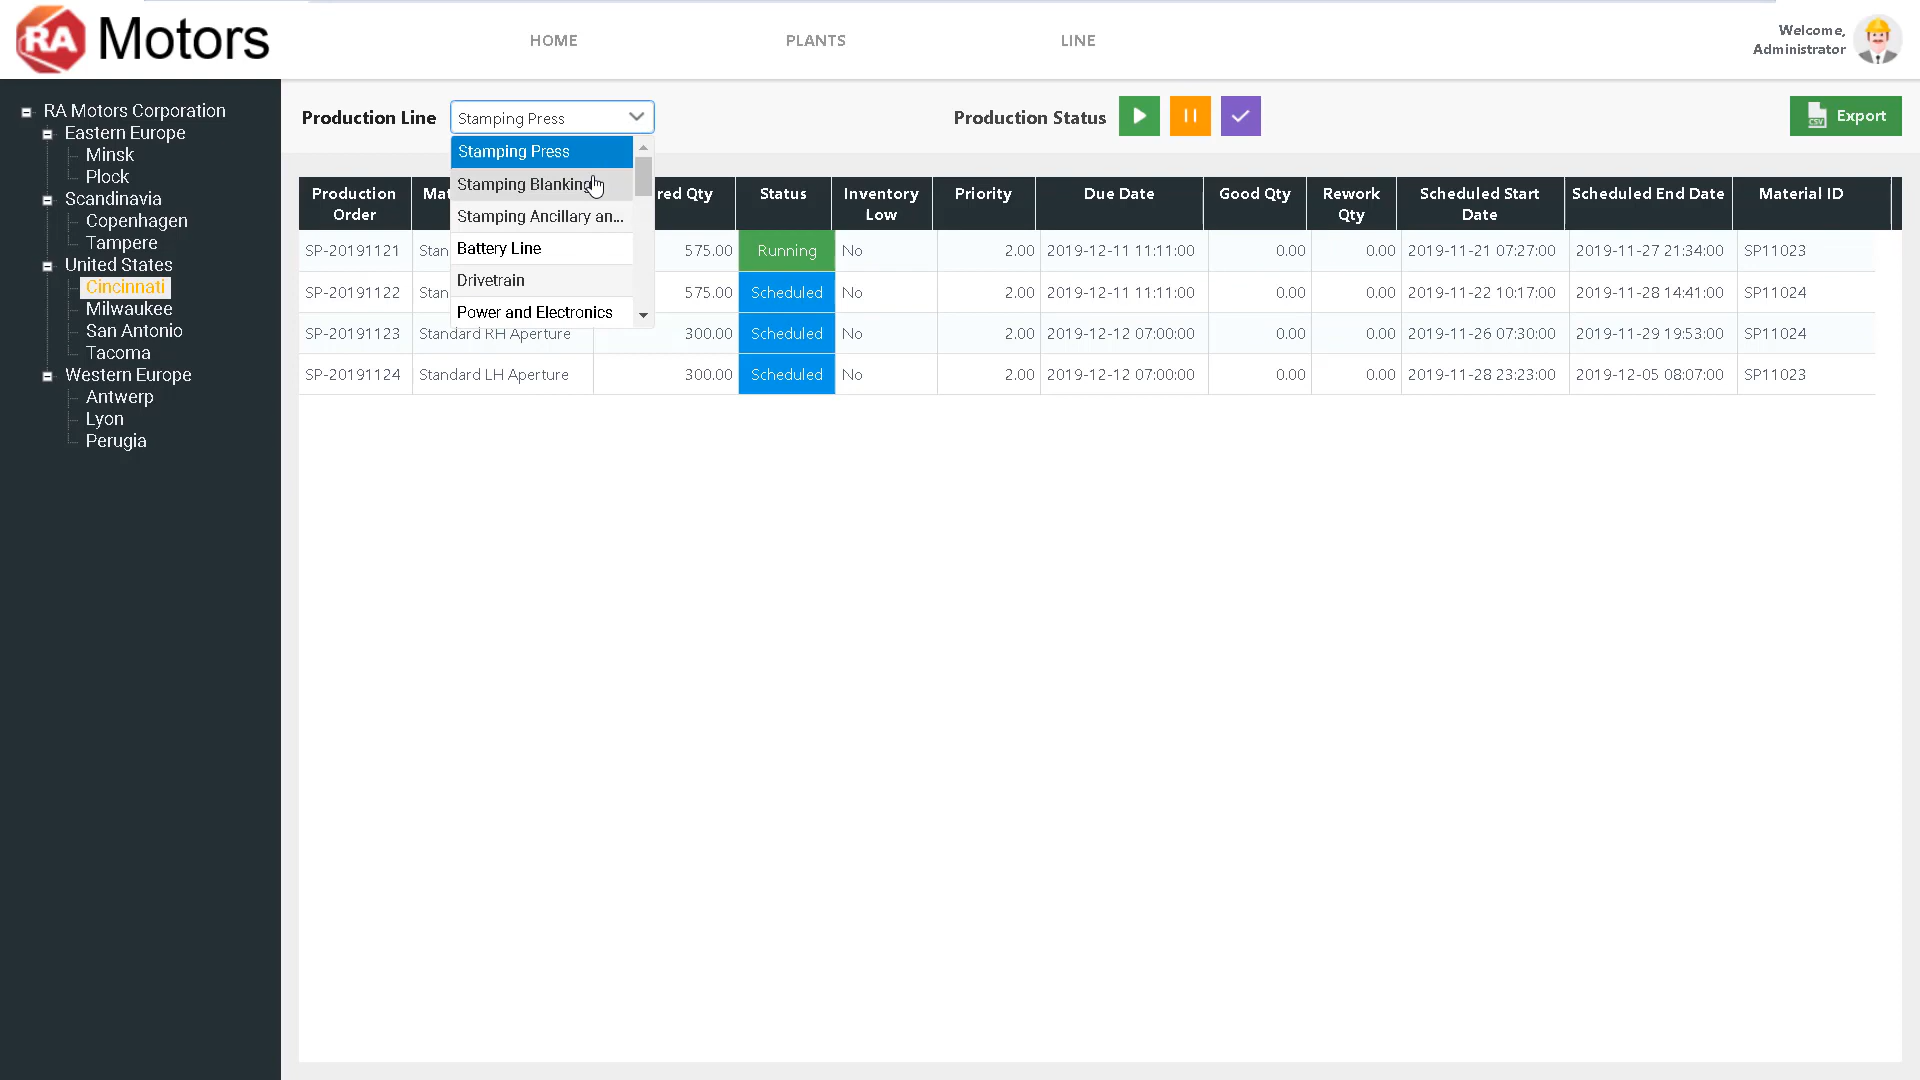 RA Motors
HOME PLANTS LINE
Welcome,
Administrator
RA Motors Corporation
Eastern Europe
Minsk
Plock
Scandinavia
Copenhagen
Tampere
United States
Cincinnati
Milwaukee
San Antonio
Tacoma
Western Europe
Antwerp
Lyon
Perugia
Production Line Stamping Press
Production Status
CSV Export
Stamping Press
Stamping Blanking
Stamping Ancillary an...
Battery Line
Drivetrain
Power and Electronics
Production Mat red Qty Status Inventory Priority Due Date Good Qty Rework Scheduled Start Scheduled End Date Material ID
Order Low Qty Date
SP-20191121 Stan 575.00 Running No 2.00 2019-12-11 11:11:00 0.00 0.00 2019-11-21 07:27:00 2019-11-27 21:34:00 SP11023
SP-20191122 Stan 575.00 Scheduled No 2.00 2019-12-11 11:11:00 0.00 0.00 2019-11-22 10:17:00 2019-11-28 14:41:00 SP11024
SP-20191123 Standard RH Aperture 300.00 Scheduled No 2.00 2019-12-12 07:00:00 0.00 0.00 2019-11-26 07:30:00 2019-11-29 19:53:00 SP11024
SP-20191124 Standard LH Aperture 300.00 Scheduled No 2.00 2019-12-12 07:00:00 0.00 0.00 2019-11-28 23:23:00 2019-12-05 08:07:00 SP11023